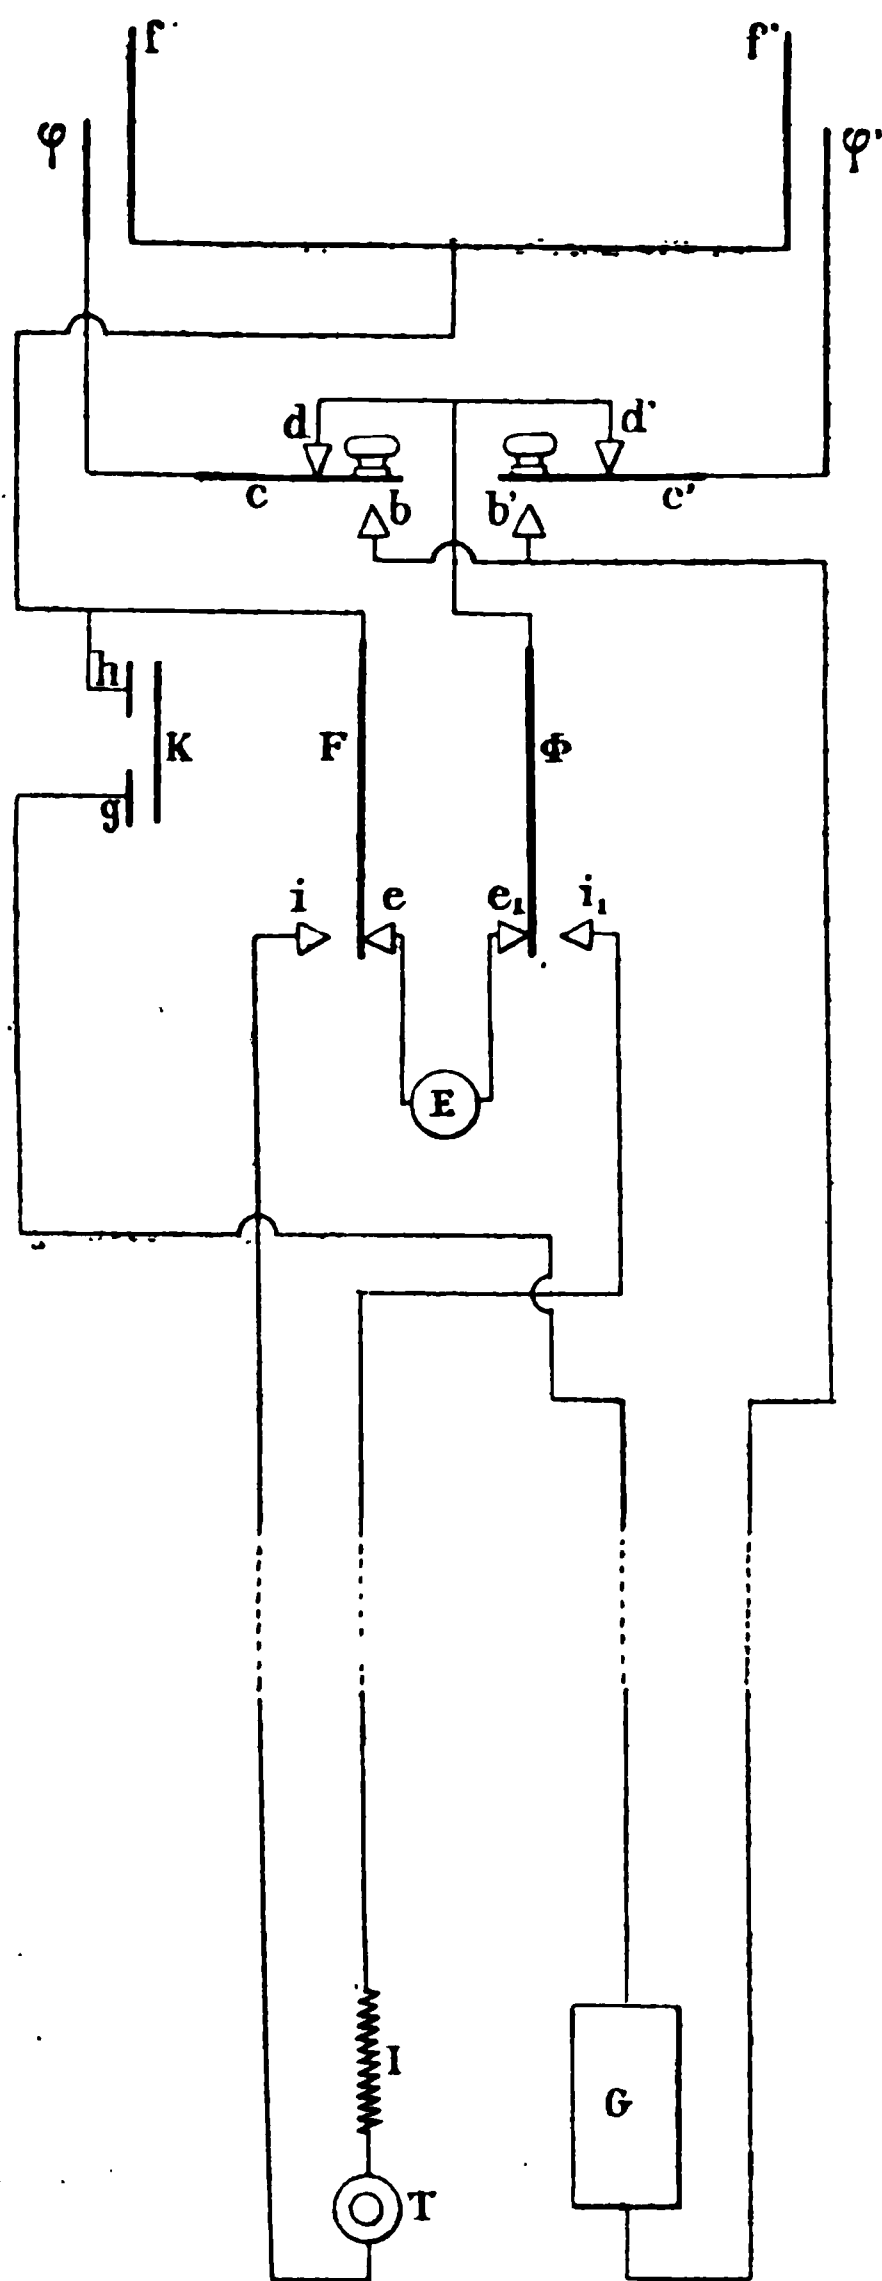 f f'
φ φ'
d d'
c b b' c'
h
K F Φ
g
i e e₁ i₁
E
I
G
T